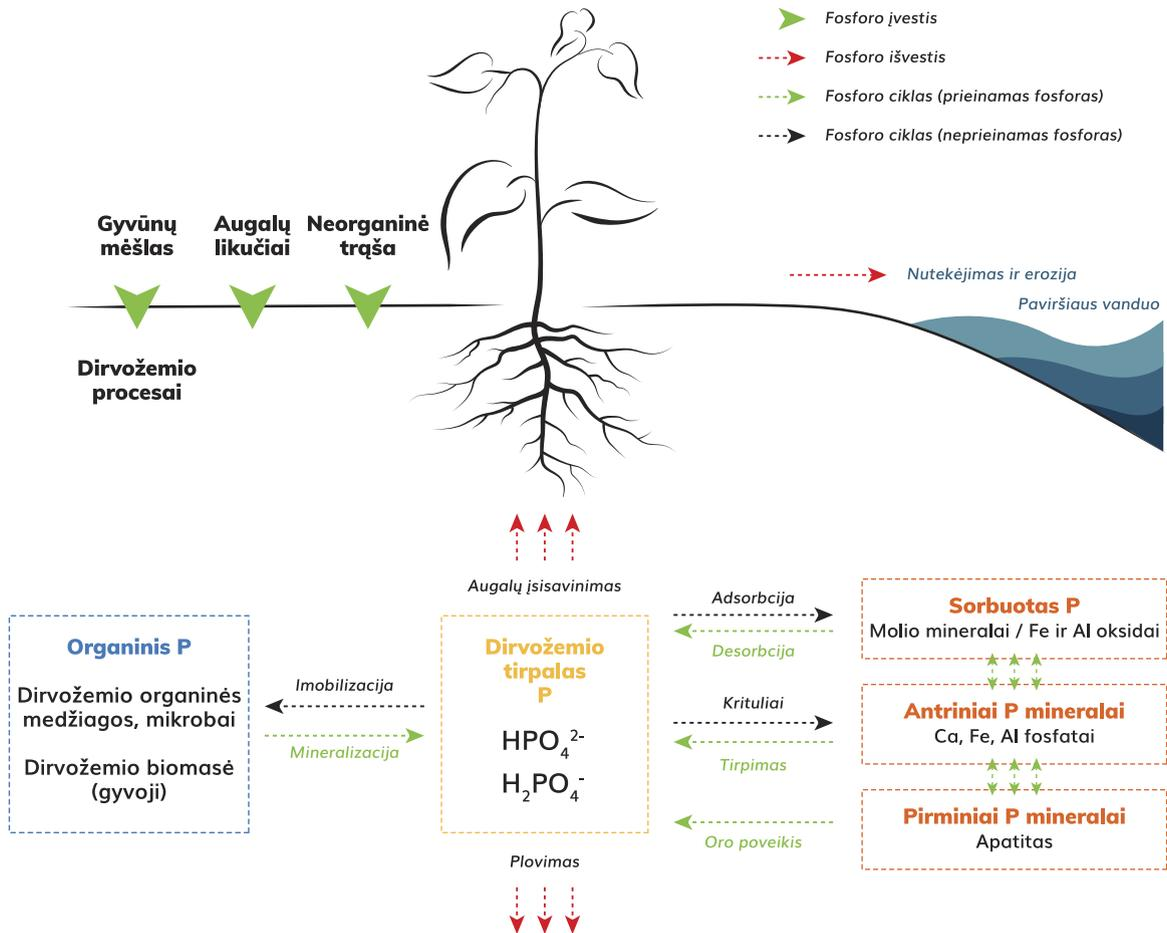 Fosforo įvestis
Fosforo išvestis
Fosforo ciklas (prieinamas fosforas)
Fosforo ciklas (neprieinamas fosforas)
Gyvūnų
mėšlas
Augalų
likučiai
Neorganinė
trąša
Nutekėjimas ir erozija
Paviršiaus vanduo
Dirvožemio
procesai
Augalų įsisavinimas
Organinis P
Dirvožemio organinės
medžiagos, mikrobai
Dirvožemio biomasė
(gyvoji)
Imobilizacija
Mineralizacija
Dirvožemio
tirpalas
P
HPO₄²⁻
H₂PO₄⁻
Plovimas
Adsorbcija
Desorbcija
Krituliai
Tirpimas
Oro poveikis
Sorbuotas P
Molio mineralai / Fe ir Al oksidai
Antriniai P mineralai
Ca, Fe, Al fosfatai
Pirminiai P mineralai
Apatitas